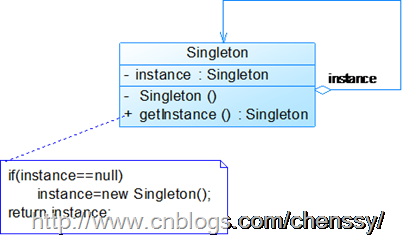 Singleton
- instance : Singleton
instance
- Singleton ()
+ getInstance () : Singleton
if(instance==null)
instance=new Singleton();
return instance;
http://www.cnblogs.com/chenssy/